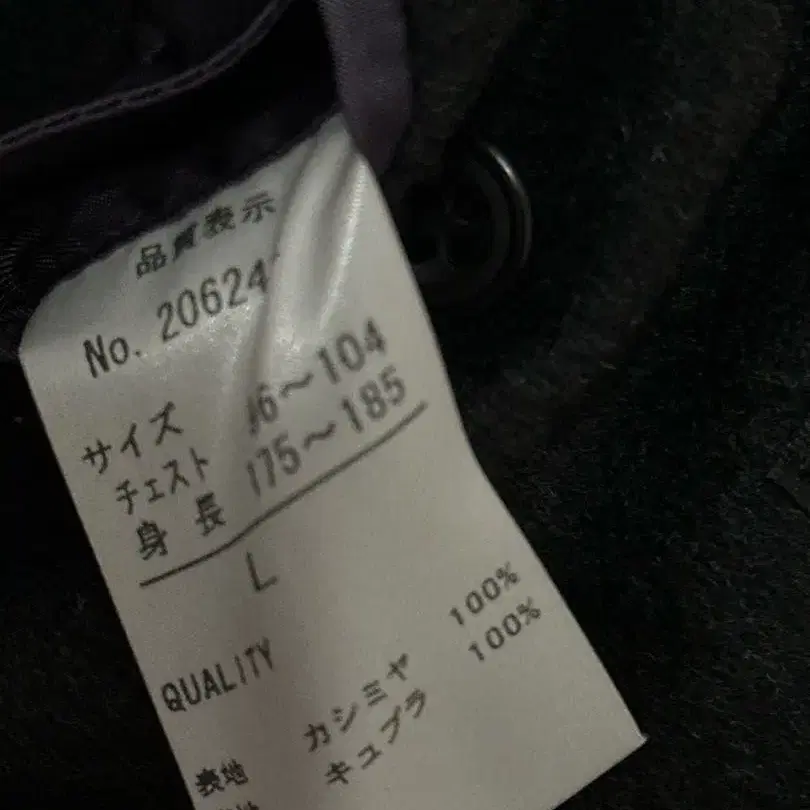 品質表示
No. 20624
サイズ
チェスト 6～104
身長 175～185
L
QUALITY
表地 カシミヤ 100%
キュプラ 100%